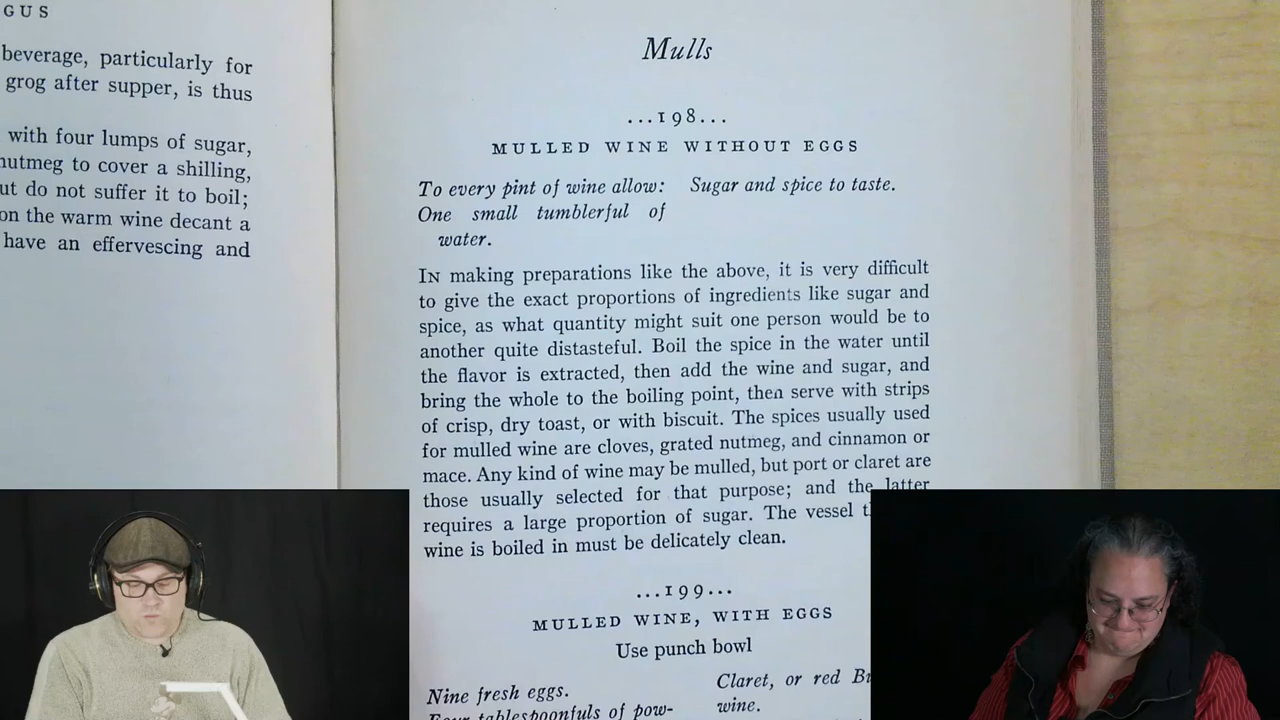 GUS
beverage, particularly for
grog after supper, is thus
with four lumps of sugar,
nutmeg to cover a shilling,
but do not suffer it to boil;
on the warm wine decant a
have an effervescing and
Mulls
...198...
MULLED WINE WITHOUT EGGS
To every pint of wine allow: Sugar and spice to taste.
One small tumblerful of
water.
IN making preparations like the above, it is very difficult
to give the exact proportions of ingredients like sugar and
spice, as what quantity might suit one person would be to
another quite distasteful. Boil the spice in the water until
the flavor is extracted, then add the wine and sugar, and
bring the whole to the boiling point, then serve with strips
of crisp, dry toast, or with biscuit. The spices usually used
for mulled wine are cloves, grated nutmeg, and cinnamon or
mace. Any kind of wine may be mulled, but port or claret are
those usually selected for that purpose; and the latter
requires a large proportion of sugar. The vessel
wine is boiled in must be delicately clean.
...199...
MULLED WINE, WITH EGGS
Use punch bowl
Nine fresh eggs.
Four tablespoonfuls of pow-
Claret, or red
wine.